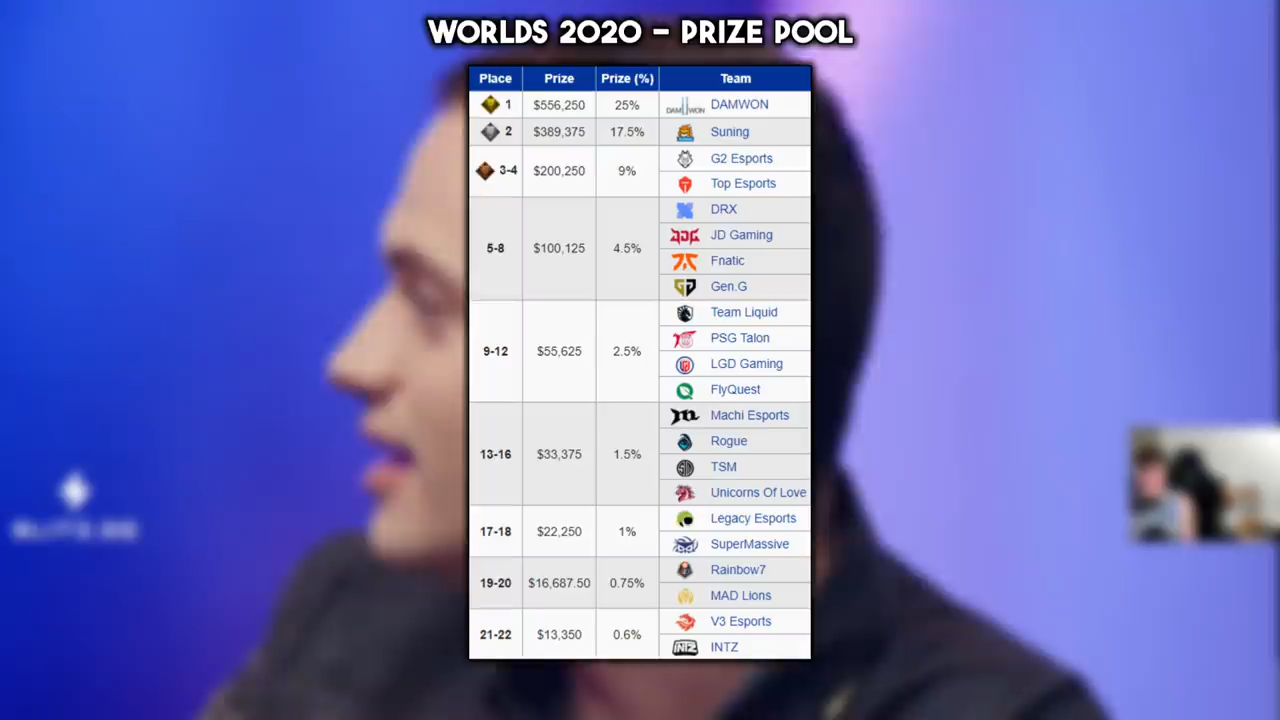 WORLDS 2020 - PRIZE POOL
Place Prize Prize (%) Team
1 $556,250 25% DAMWON DAMWON
2 $389,375 17.5% Suning
3-4 $200,250 9% G2 Esports
Top Esports
5-8 $100,125 4.5% DRX
JD Gaming
Fnatic
Gen.G
9-12 $55,625 2.5% Team Liquid
PSG Talon
LGD Gaming
FlyQuest
13-16 $33,375 1.5% Machi Esports
Rogue
TSM
Unicorns Of Love
17-18 $22,250 1% Legacy Esports
SuperMassive
19-20 $16,687.50 0.75% Rainbow7
MAD Lions
21-22 $13,350 0.6% V3 Esports
INTZ INTZ